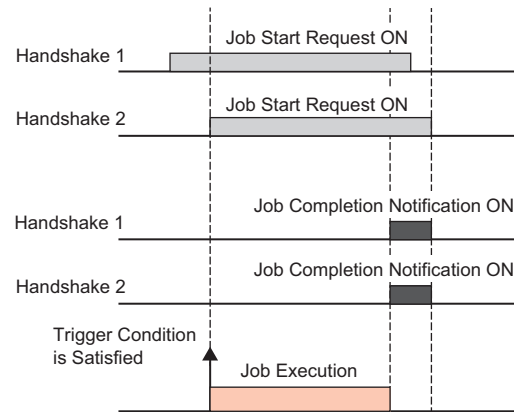 Job Start Request ON
Handshake 1
Job Start Request ON
Handshake 2
Job Completion Notification ON
Handshake 1
Job Completion Notification ON
Handshake 2
Trigger Condition
is Satisfied
Job Execution